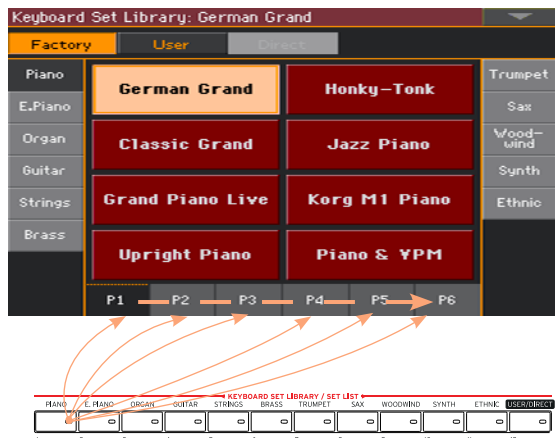 Keyboard Set Library: German Grand
Factory User Direct
Piano
E.Piano
Organ
Guitar
Strings
Brass
German Grand Honky-Tonk
Classic Grand Jazz Piano
Grand Piano Live Korg M1 Piano
Upright Piano Piano & YPM
Trumpet
Sax
Wood-
wind
Synth
Ethnic
P1 P2 P3 P4 P5 P6
KEYBOARD SET LIBRARY / SET LIST
PIANO E. PIANO ORGAN GUITAR STRINGS BRASS TRUMPET SAX WOODWIND SYNTH ETHNIC USER/DIRECT